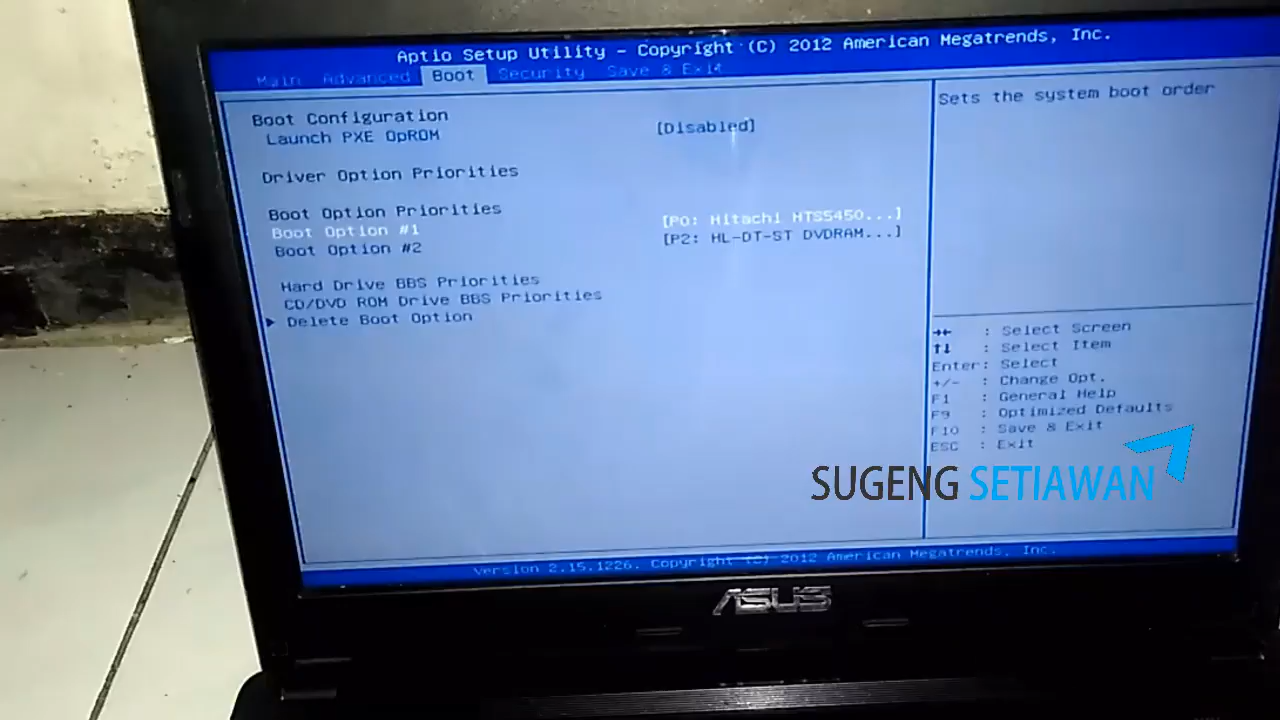 Aptio Setup Utility - Copyright (C) 2012 American Megatrends, Inc.
Main Advanced Boot Security Save & Exit
Boot Configuration
Launch PXE OpROM [Disabled]
Driver Option Priorities
Boot Option Priorities
Boot Option #1 [P0: Hitachi HTS5450...]
Boot Option #2 [P2: HL-DT-ST DVDRAM...]
Hard Drive BBS Priorities
CD/DVD ROM Drive BBS Priorities
Delete Boot Option
Sets the system boot order
→← : Select Screen
↑↓ : Select Item
Enter: Select
+/- : Change Opt.
F1 : General Help
F9 : Optimized Defaults
F10 : Save & Exit
ESC : Exit
SUGENG SETIAWAN
Version 2.15.1226. Copyright (C) 2012 American Megatrends, Inc.
ASUS